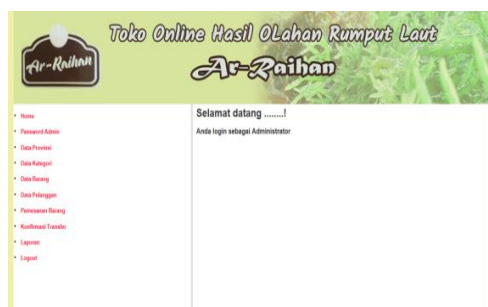 Toko Online Hasil OLahan Rumput Laut
Ar-Raihan
Ar-Raihan
Home
Password Admin
Data Provinsi
Data Kategori
Data Barang
Data Pelanggan
Pemesanan Barang
Konfirmasi Transfer
Laporan
Logout
Selamat datang ........!
Anda login sebagai Administrator